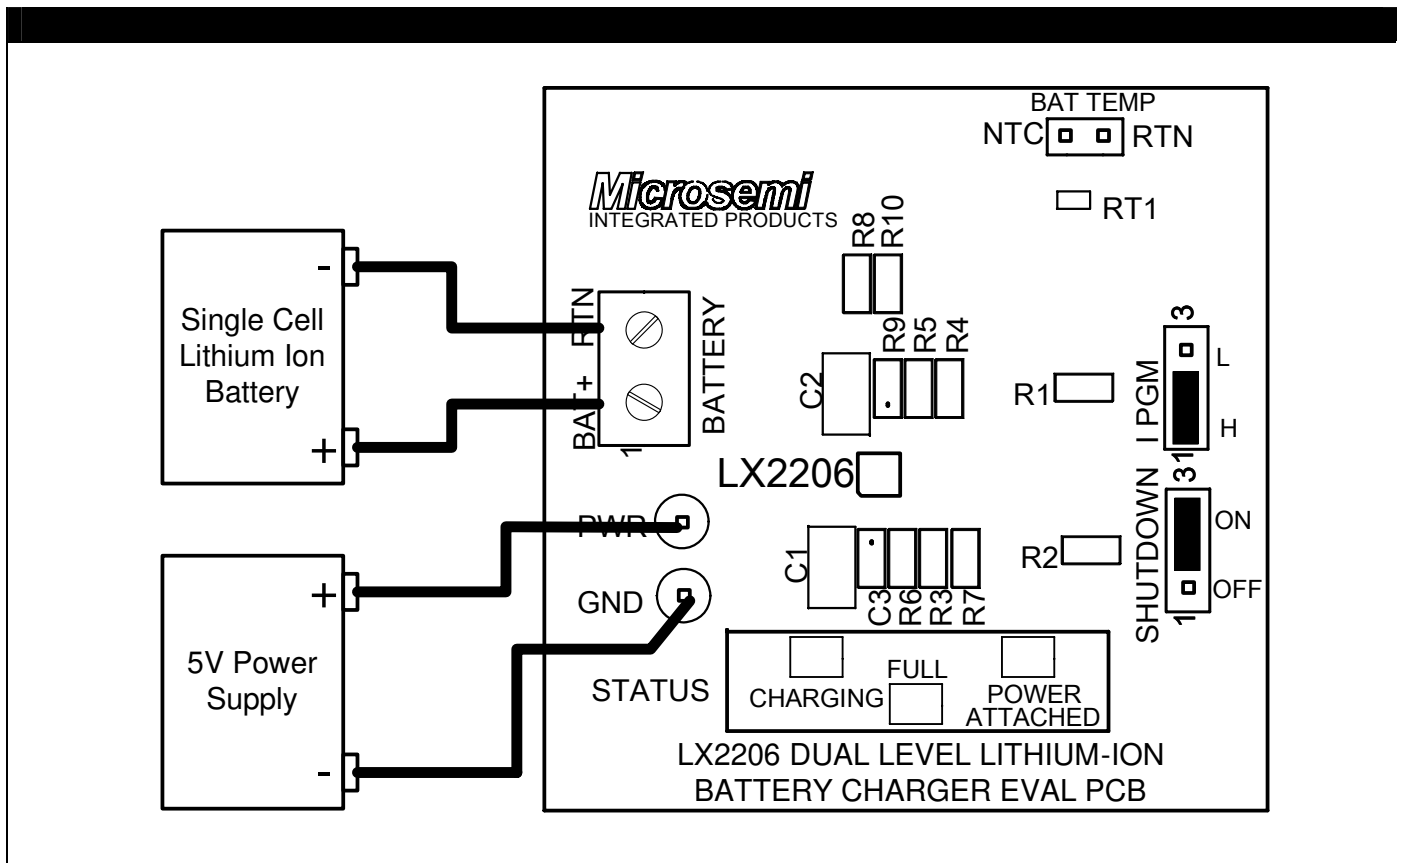 BAT TEMP
NTC RTN
RT1
Microsemi
INTEGRATED PRODUCTS
R8
R10
-
Single Cell
Lithium Ion
Battery
+
RTN
BAT+
1
BATTERY
C2
R9
R5
R4
R1
I PGM
3
L
H
1
LX2206
PWR
GND
+
5V Power
Supply
-
C1
C3
R6
R3
R7
R2
SHUTDOWN
3
ON
OFF
1
STATUS
CHARGING
FULL
POWER
ATTACHED
LX2206 DUAL LEVEL LITHIUM-ION
BATTERY CHARGER EVAL PCB